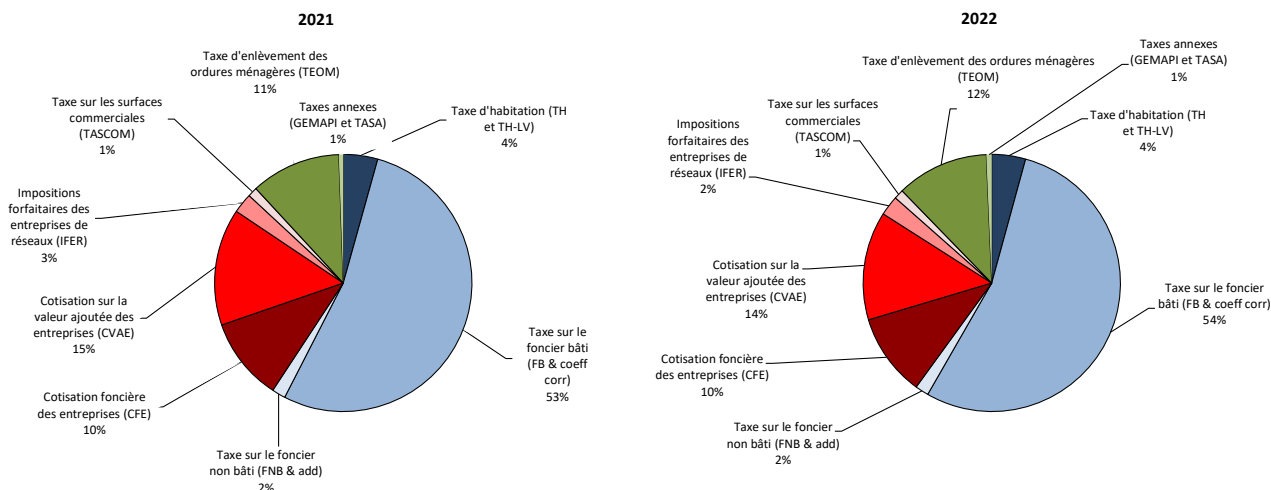 2021
Taxe d'enlèvement des
ordures ménagères (TEOM)
11%
Taxes annexes
(GEMAPI et TASA)
1%
Taxe d'habitation (TH
et TH-LV)
4%
Taxe sur les surfaces
commerciales
(TASCOM)
1%
Impositions
forfaitaires des
entreprises de
réseaux (IFER)
3%
Cotisation sur la
valeur ajoutée des
entreprises (CVAE)
15%
Cotisation foncière
des entreprises (CFE)
10%
Taxe sur le foncier
non bâti (FNB & add)
2%
Taxe sur le
foncier bâti
(FB & coeff
corr)
53%
2022
Taxe d'enlèvement des ordures ménagères
(TEOM)
12%
Taxes annexes
(GEMAPI et TASA)
1%
Taxe d'habitation (TH
et TH-LV)
4%
Taxe sur les surfaces
commerciales
(TASCOM)
1%
Impositions
forfaitaires des
entreprises de
réseaux (IFER)
2%
Cotisation sur la
valeur ajoutée des
entreprises (CVAE)
14%
Cotisation foncière
des entreprises (CFE)
10%
Taxe sur le foncier
non bâti (FNB & add)
2%
Taxe sur le foncier
bâti (FB & coeff corr)
54%